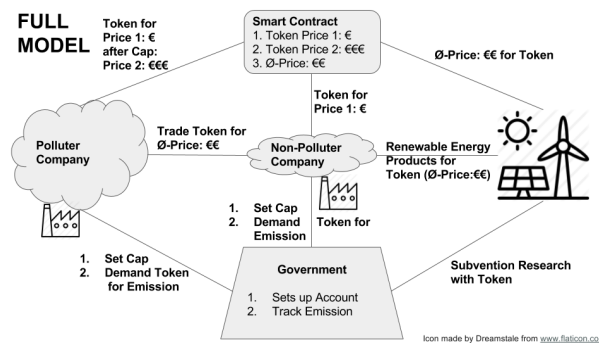 FULL
MODEL
Token for
Price 1: €
after Cap:
Price 2: €€€
Smart Contract
1. Token Price 1: €
2. Token Price 2: €€€
3. Ø-Price: €€
Ø-Price: €€ for Token
Token for
Price 1: €
Polluter
Company
Trade Token for
Ø-Price: €€
Non-Polluter
Company
Renewable Energy
Products for
Token (Ø-Price:€€)
1. Set Cap
2. Demand
Emission
Token for
1. Set Cap
2. Demand Token
for Emission
Government
1. Sets up Account
2. Track Emission
Subvention Research
with Token
Icon made by Dreamstale from www.flaticon.co